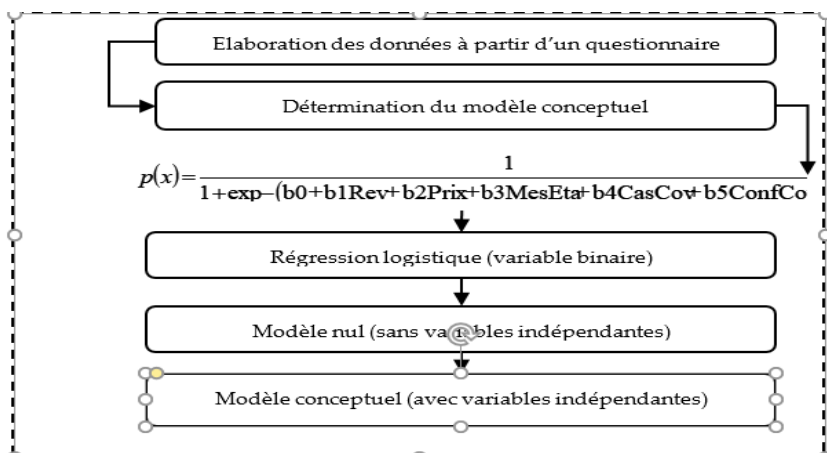 Elaboration des données à partir d'un questionnaire
Détermination du modèle conceptuel
p(x)=
1
1+exp-(b0+b1Rev+b2Prix+b3MesEta+b4CasCov+b5ConfCo
Régression logistique (variable binaire)
Modèle nul (sans variables indépendantes)
Modèle conceptuel (avec variables indépendantes)